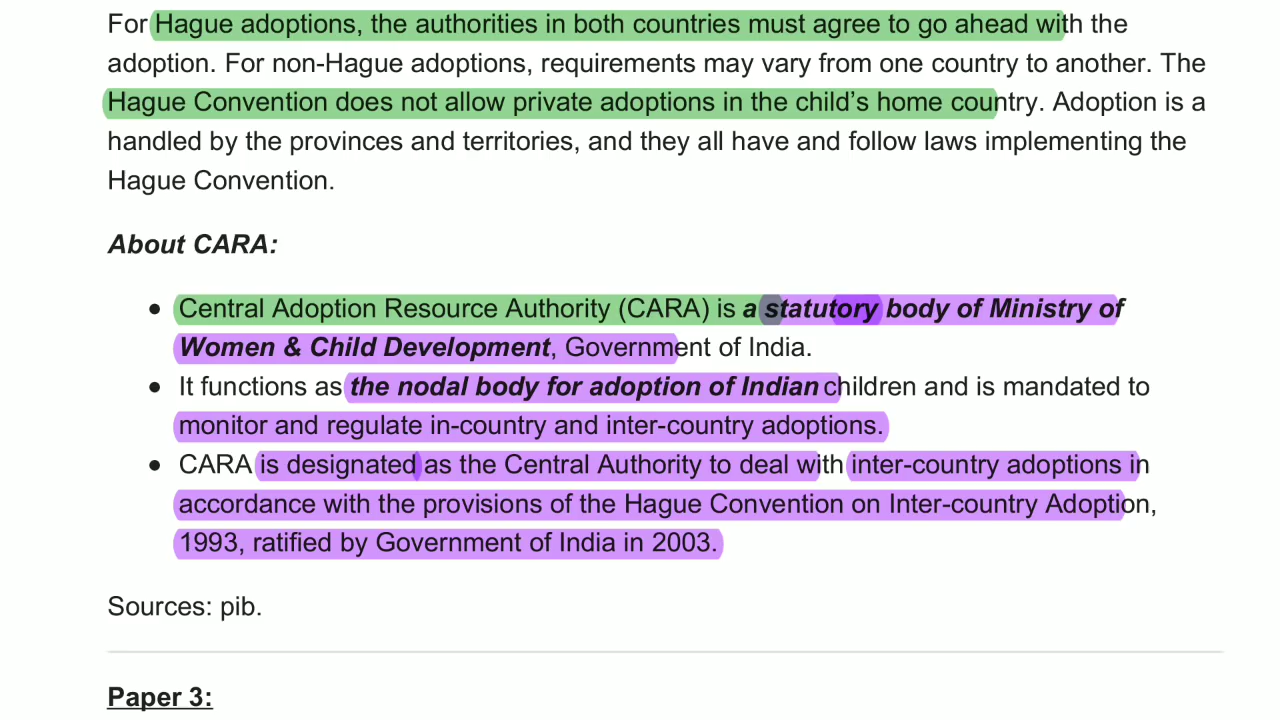 For Hague adoptions, the authorities in both countries must agree to go ahead with the
adoption. For non-Hague adoptions, requirements may vary from one country to another. The
Hague Convention does not allow private adoptions in the child’s home country. Adoption is a
handled by the provinces and territories, and they all have and follow laws implementing the
Hague Convention.
About CARA:
• Central Adoption Resource Authority (CARA) is a statutory body of Ministry of
Women & Child Development, Government of India.
• It functions as the nodal body for adoption of Indian children and is mandated to
monitor and regulate in-country and inter-country adoptions.
• CARA is designated as the Central Authority to deal with inter-country adoptions in
accordance with the provisions of the Hague Convention on Inter-country Adoption,
1993, ratified by Government of India in 2003.
Sources: pib.
Paper 3: